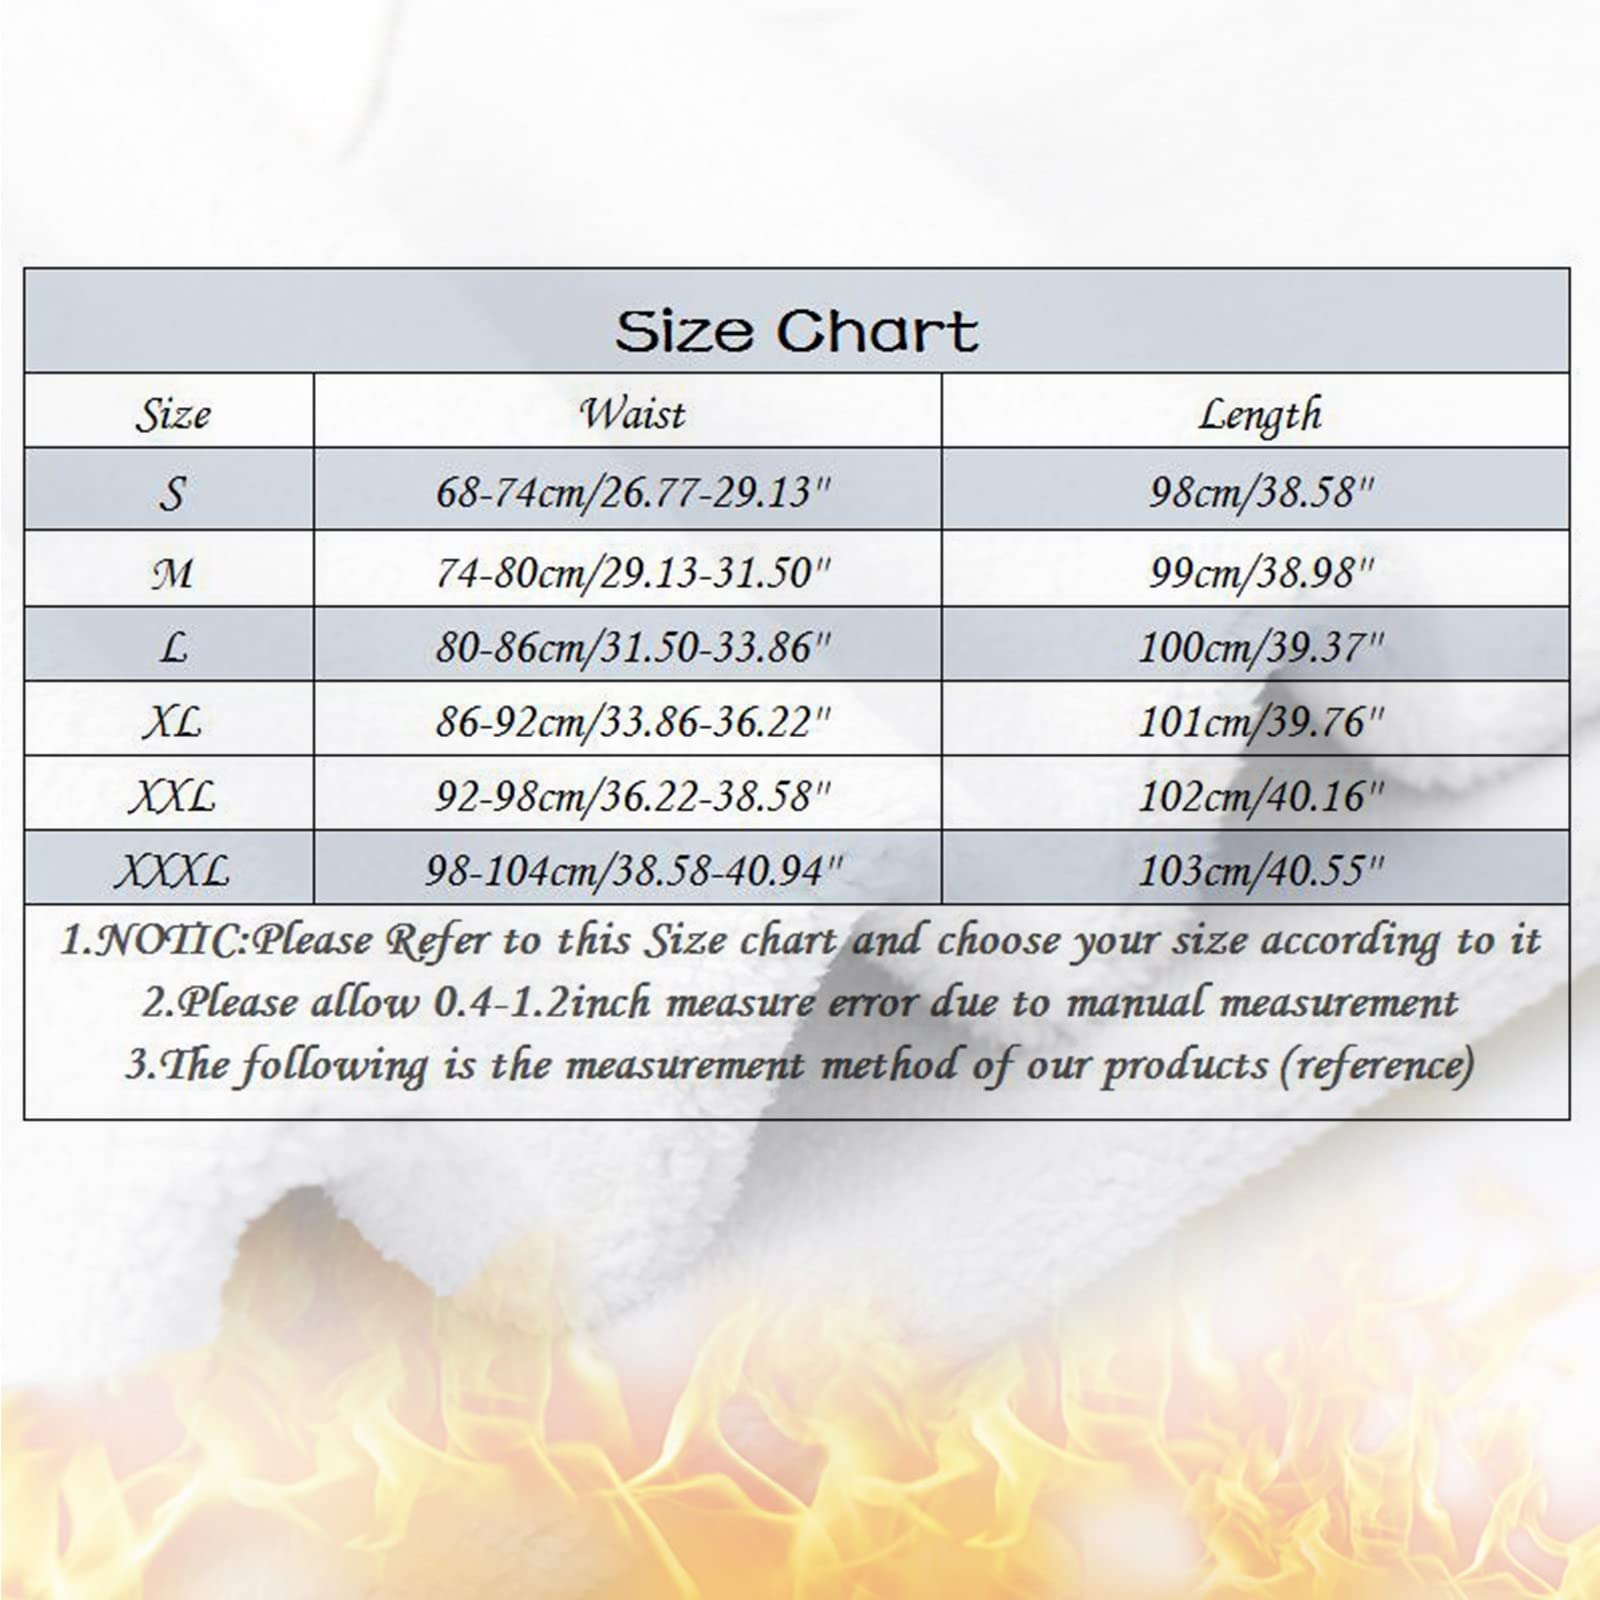 Size Chart
Size Waist Length
S 68-74cm/26.77-29.13" 98cm/38.58"
M 74-80cm/29.13-31.50" 99cm/38.98"
L 80-86cm/31.50-33.86" 100cm/39.37"
XL 86-92cm/33.86-36.22" 101cm/39.76"
XXL 92-98cm/36.22-38.58" 102cm/40.16"
XXXL 98-104cm/38.58-40.94" 103cm/40.55"
1.NOTIC:Please Refer to this Size chart and choose your size according to it
2.Please allow 0.4-1.2inch measure error due to manual measurement
3.The following is the measurement method of our products (reference)